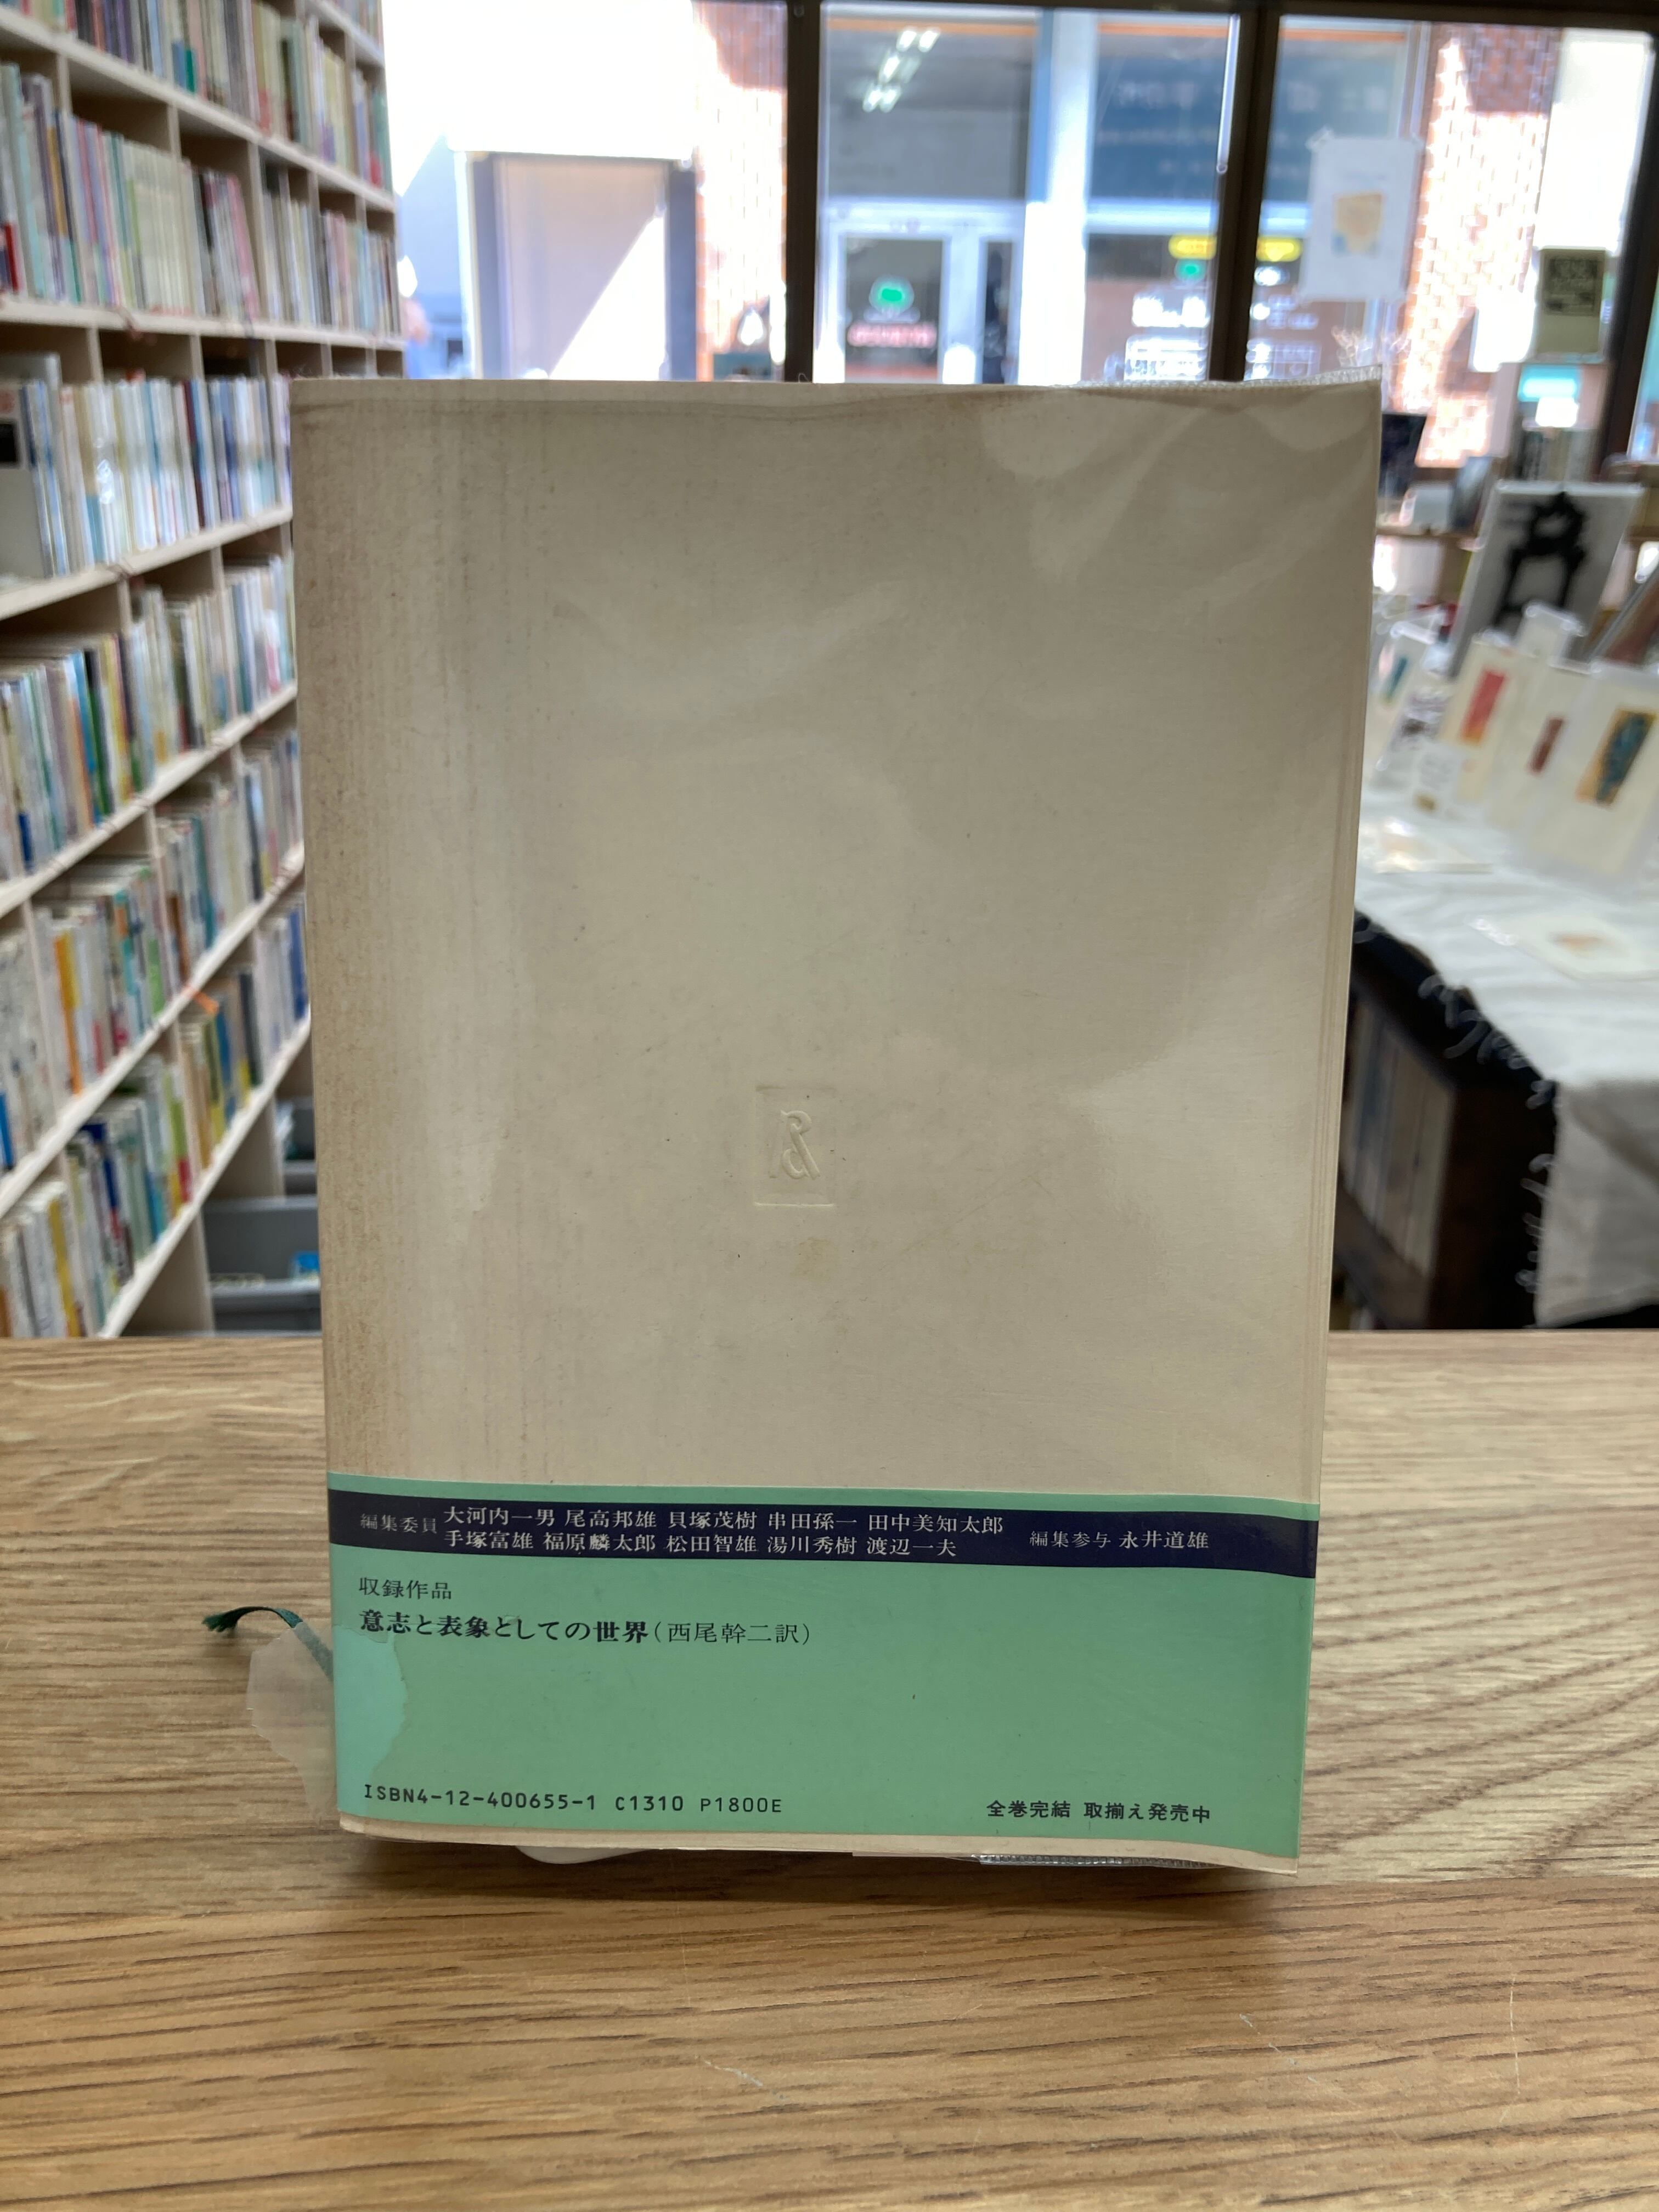 編集委員 大河内一男 尾高邦雄 貝塚茂樹 串田孫一 田中美知太郎
手塚富雄 福原麟太郎 松田智雄 湯川秀樹 渡辺一夫
編集参与 永井道雄
収録作品
意志と表象としての世界(西尾幹二訳)
ISBN4-12-400655-1 C1310 P1800E
全巻完結 取揃え発売中